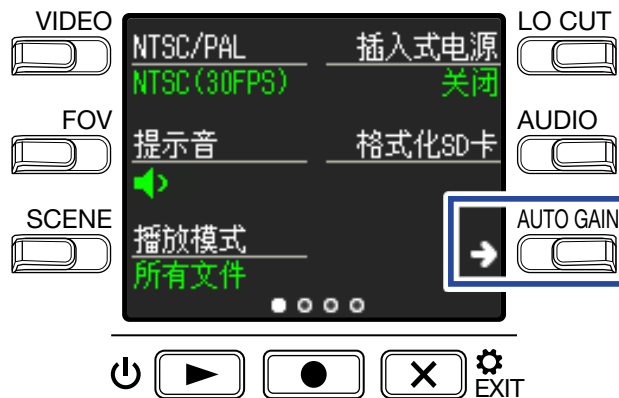 VIDEO
LO CUT
NTSC/PAL
插入式电源
NTSC(30FPS)
关闭
FOV
AUDIO
提示音
格式化SD卡
SCENE
AUTO GAIN
播放模式
所有文件
EXIT